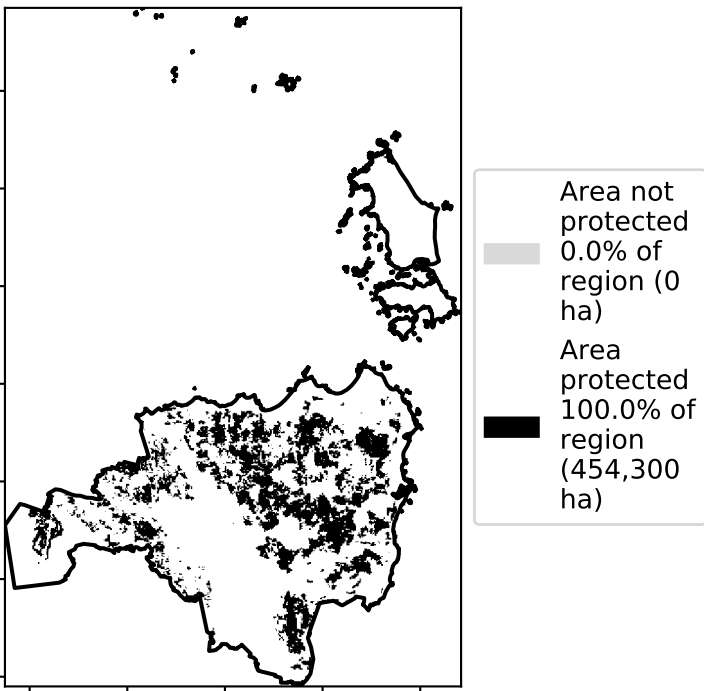 Area not
protected
0.0% of
region (0
ha)
Area
protected
100.0% of
region
(454,300
ha)